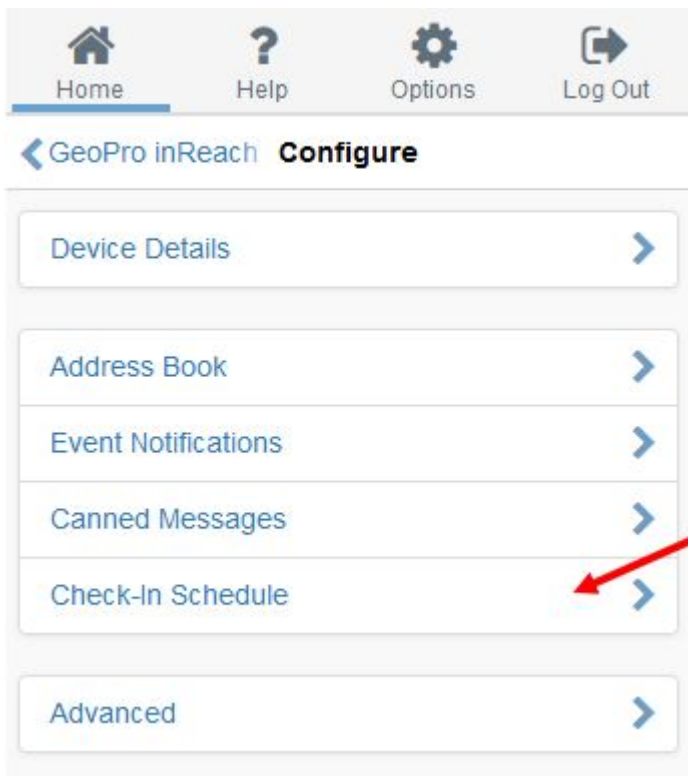 Home Help Options Log Out
GeoPro inReach Configure
Device Details
Address Book
Event Notifications
Canned Messages
Check-In Schedule
Advanced